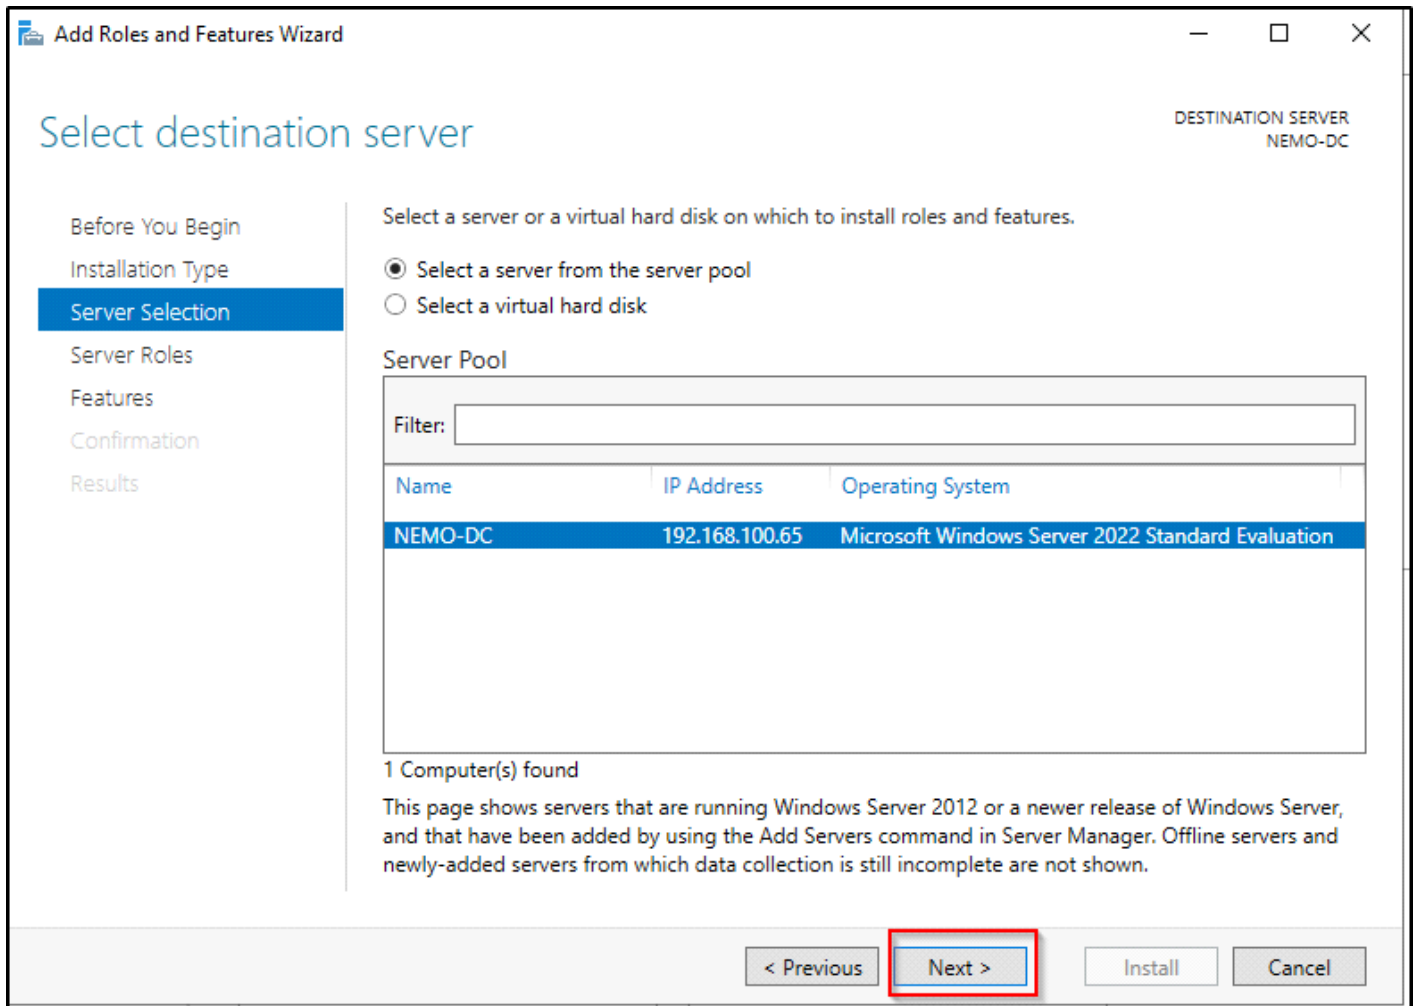 Add Roles and Features Wizard
Select destination server
DESTINATION SERVER
NEMO-DC
Before You Begin
Installation Type
Server Selection
Server Roles
Features
Confirmation
Results
Select a server or a virtual hard disk on which to install roles and features.
Select a server from the server pool
Select a virtual hard disk
Server Pool
Filter:
Name IP Address Operating System
NEMO-DC 192.168.100.65 Microsoft Windows Server 2022 Standard Evaluation
1 Computer(s) found
This page shows servers that are running Windows Server 2012 or a newer release of Windows Server,
and that have been added by using the Add Servers command in Server Manager. Offline servers and
newly-added servers from which data collection is still incomplete are not shown.
< Previous Next > Install Cancel